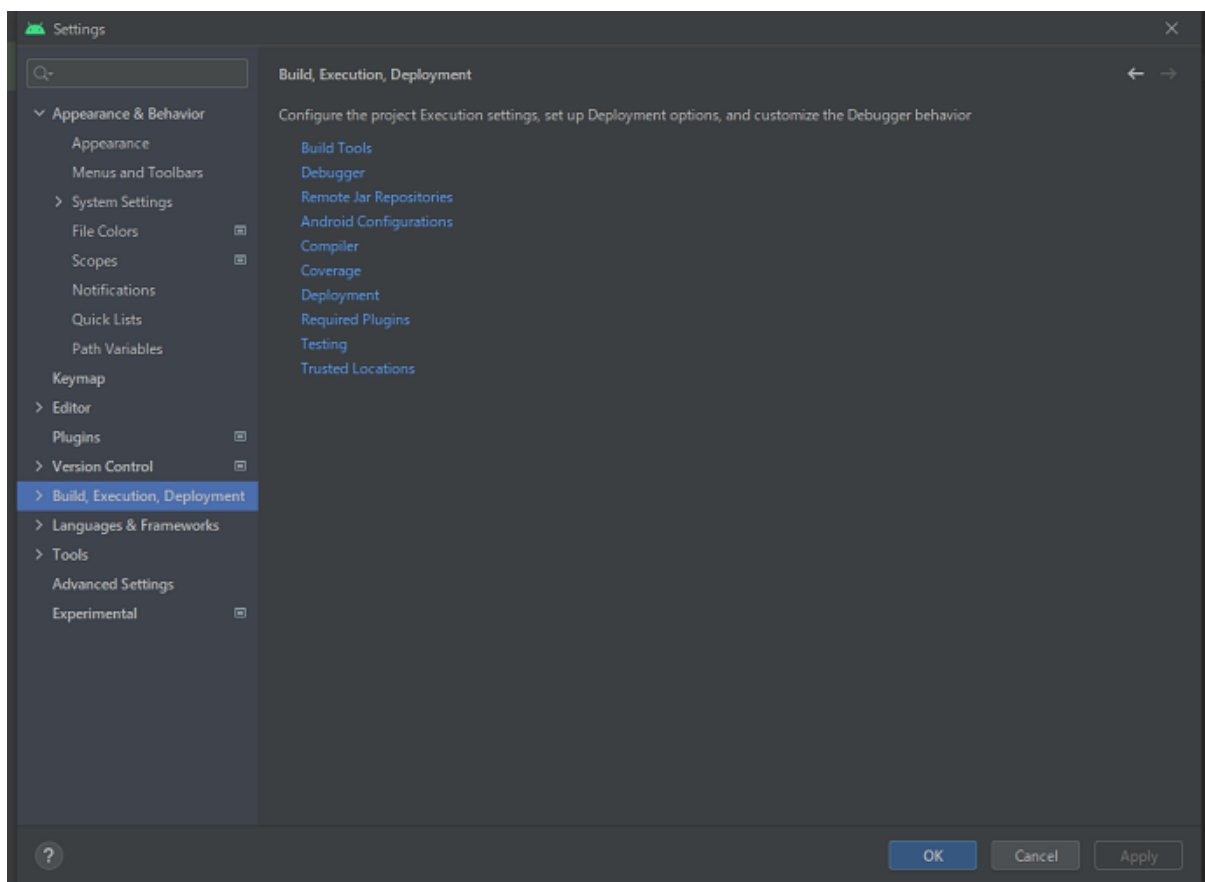 Settings
Appearance & Behavior
Appearance
Menus and Toolbars
System Settings
File Colors
Scopes
Notifications
Quick Lists
Path Variables
Keymap
Editor
Plugins
Version Control
Build, Execution, Deployment
Languages & Frameworks
Tools
Advanced Settings
Experimental
Build, Execution, Deployment
Configure the project Execution settings, set up Deployment options, and customize the Debugger behavior
Build Tools
Debugger
Remote Jar Repositories
Android Configurations
Compiler
Coverage
Deployment
Required Plugins
Testing
Trusted Locations
?
OK
Cancel
Apply